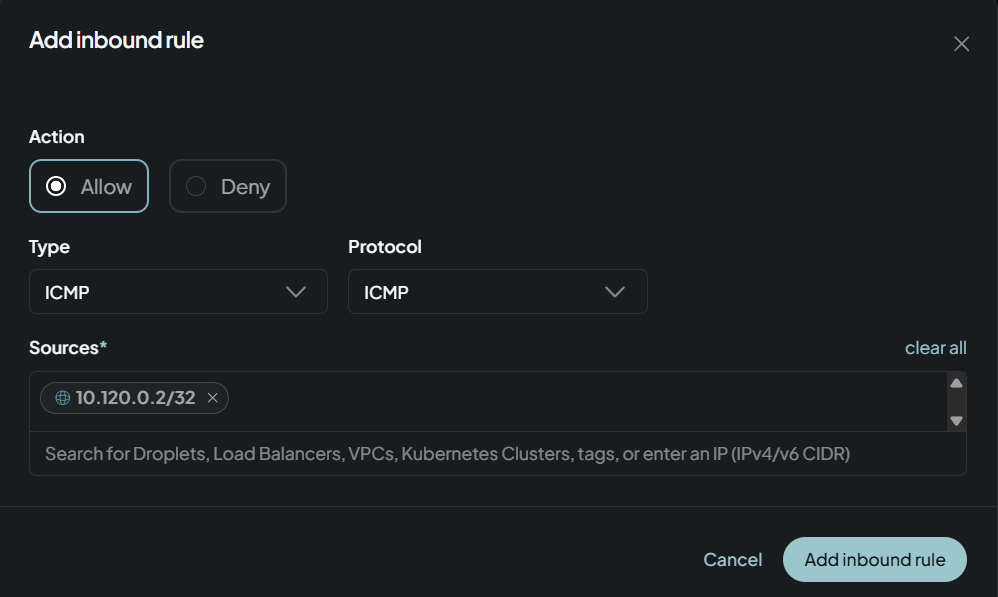 Add inbound rule
Action
Allow Deny
Type Protocol
ICMP ICMP
Sources* clear all
10.120.0.2/32
Search for Droplets, Load Balancers, VPCs, Kubernetes Clusters, tags, or enter an IP (IPv4/v6 CIDR)
Cancel Add inbound rule